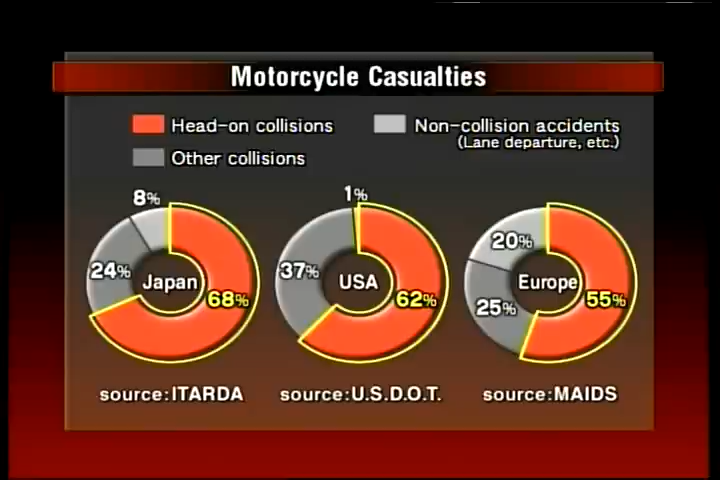 Motorcycle Casualties
Head-on collisions
Non-collision accidents
(Lane departure, etc.)
Other collisions
8%
24%
Japan
68%
source:ITARDA
1%
37%
USA
62%
source:U.S.D.O.T.
20%
25%
Europe
55%
source:MAIDS